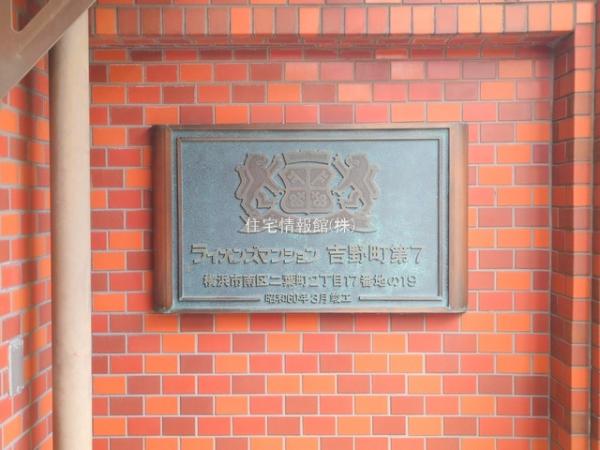 住宅情報館(株)
ライオンズマンション 吉野町第7
横浜市南区二葉町2丁目17番地の19
昭和60年3月竣工